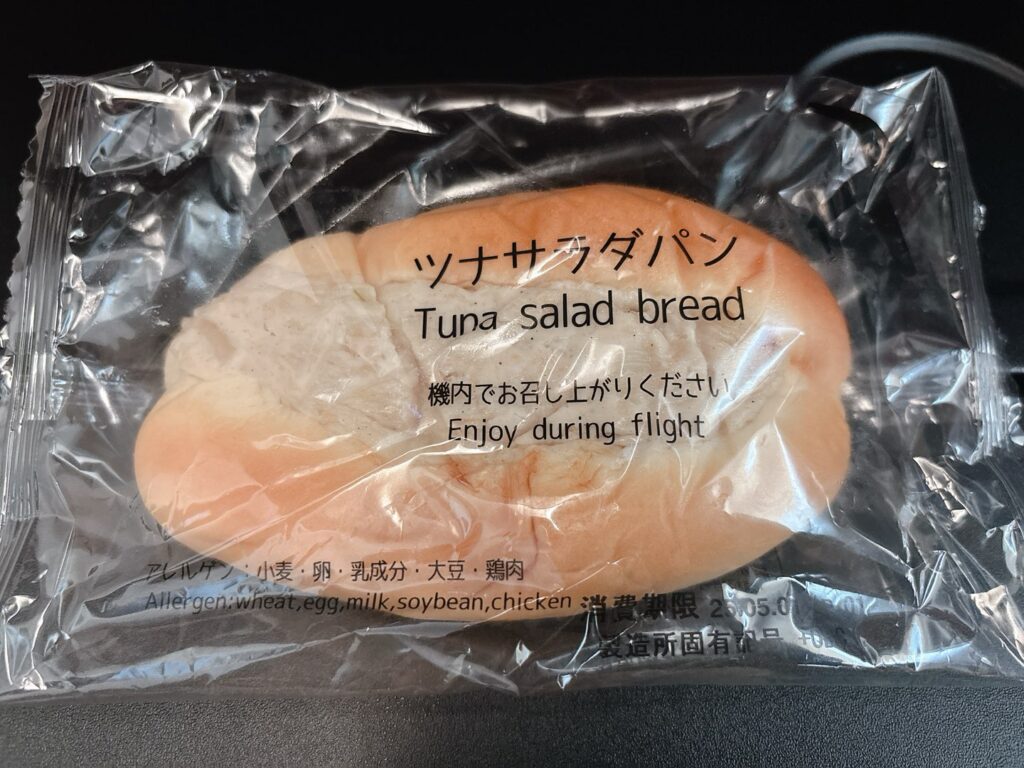 ツナサラダパン
Tuna salad bread
機内でお召し上がりください
Enjoy during flight
アレルゲン：小麦・卵・乳成分・大豆・鶏肉
Allergen:wheat,egg,milk,soybean,chicken
消費期限 25.05.01
製造所固有記号